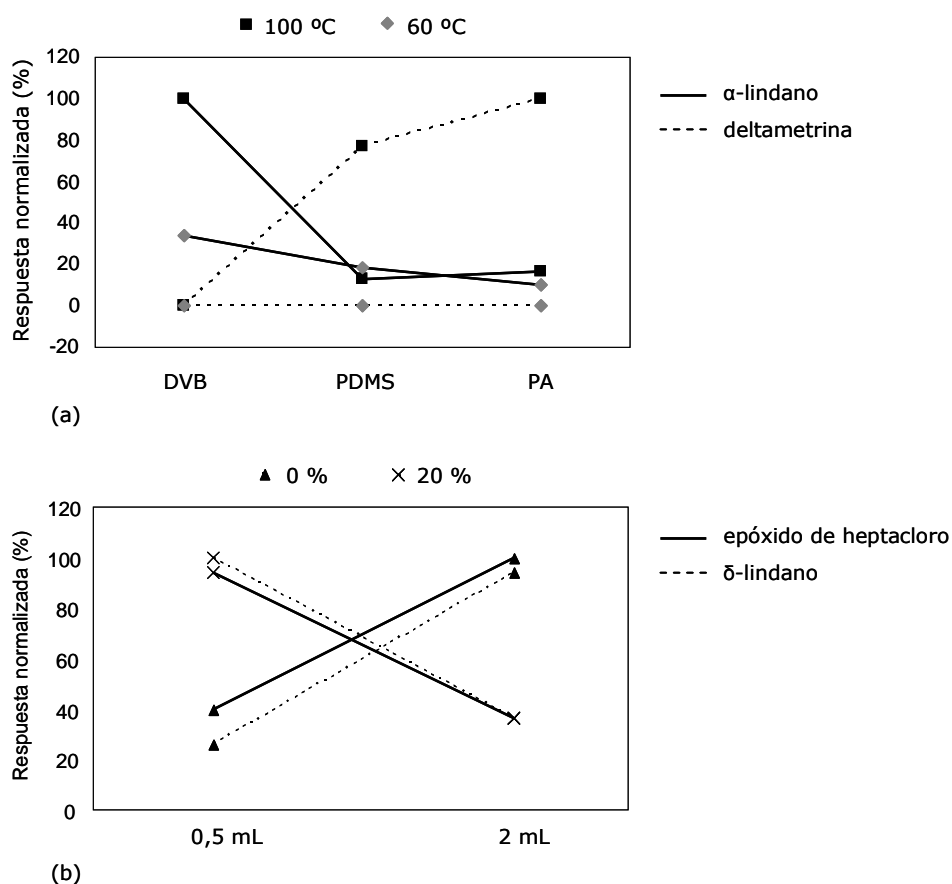 100 ºC 60 ºC
Respuesta normalizada (%)
120
100
80
60
40
20
0
-20
DVB PDMS PA
α-lindano
deltametrina
(a)
0 % 20 %
Respuesta normalizada (%)
120
100
80
60
40
20
0
0,5 mL 2 mL
epóxido de heptacloro
δ-lindano
(b)